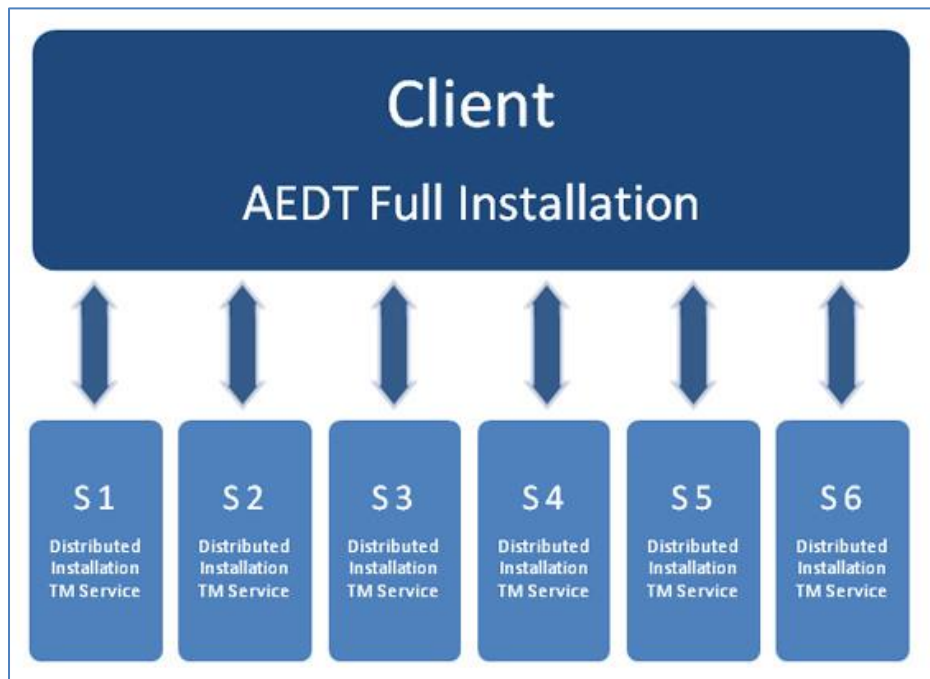 Client
AEDT Full Installation
S1
Distributed
Installation
TM Service
S2
Distributed
Installation
TM Service
S3
Distributed
Installation
TM Service
S4
Distributed
Installation
TM Service
S5
Distributed
Installation
TM Service
S6
Distributed
Installation
TM Service